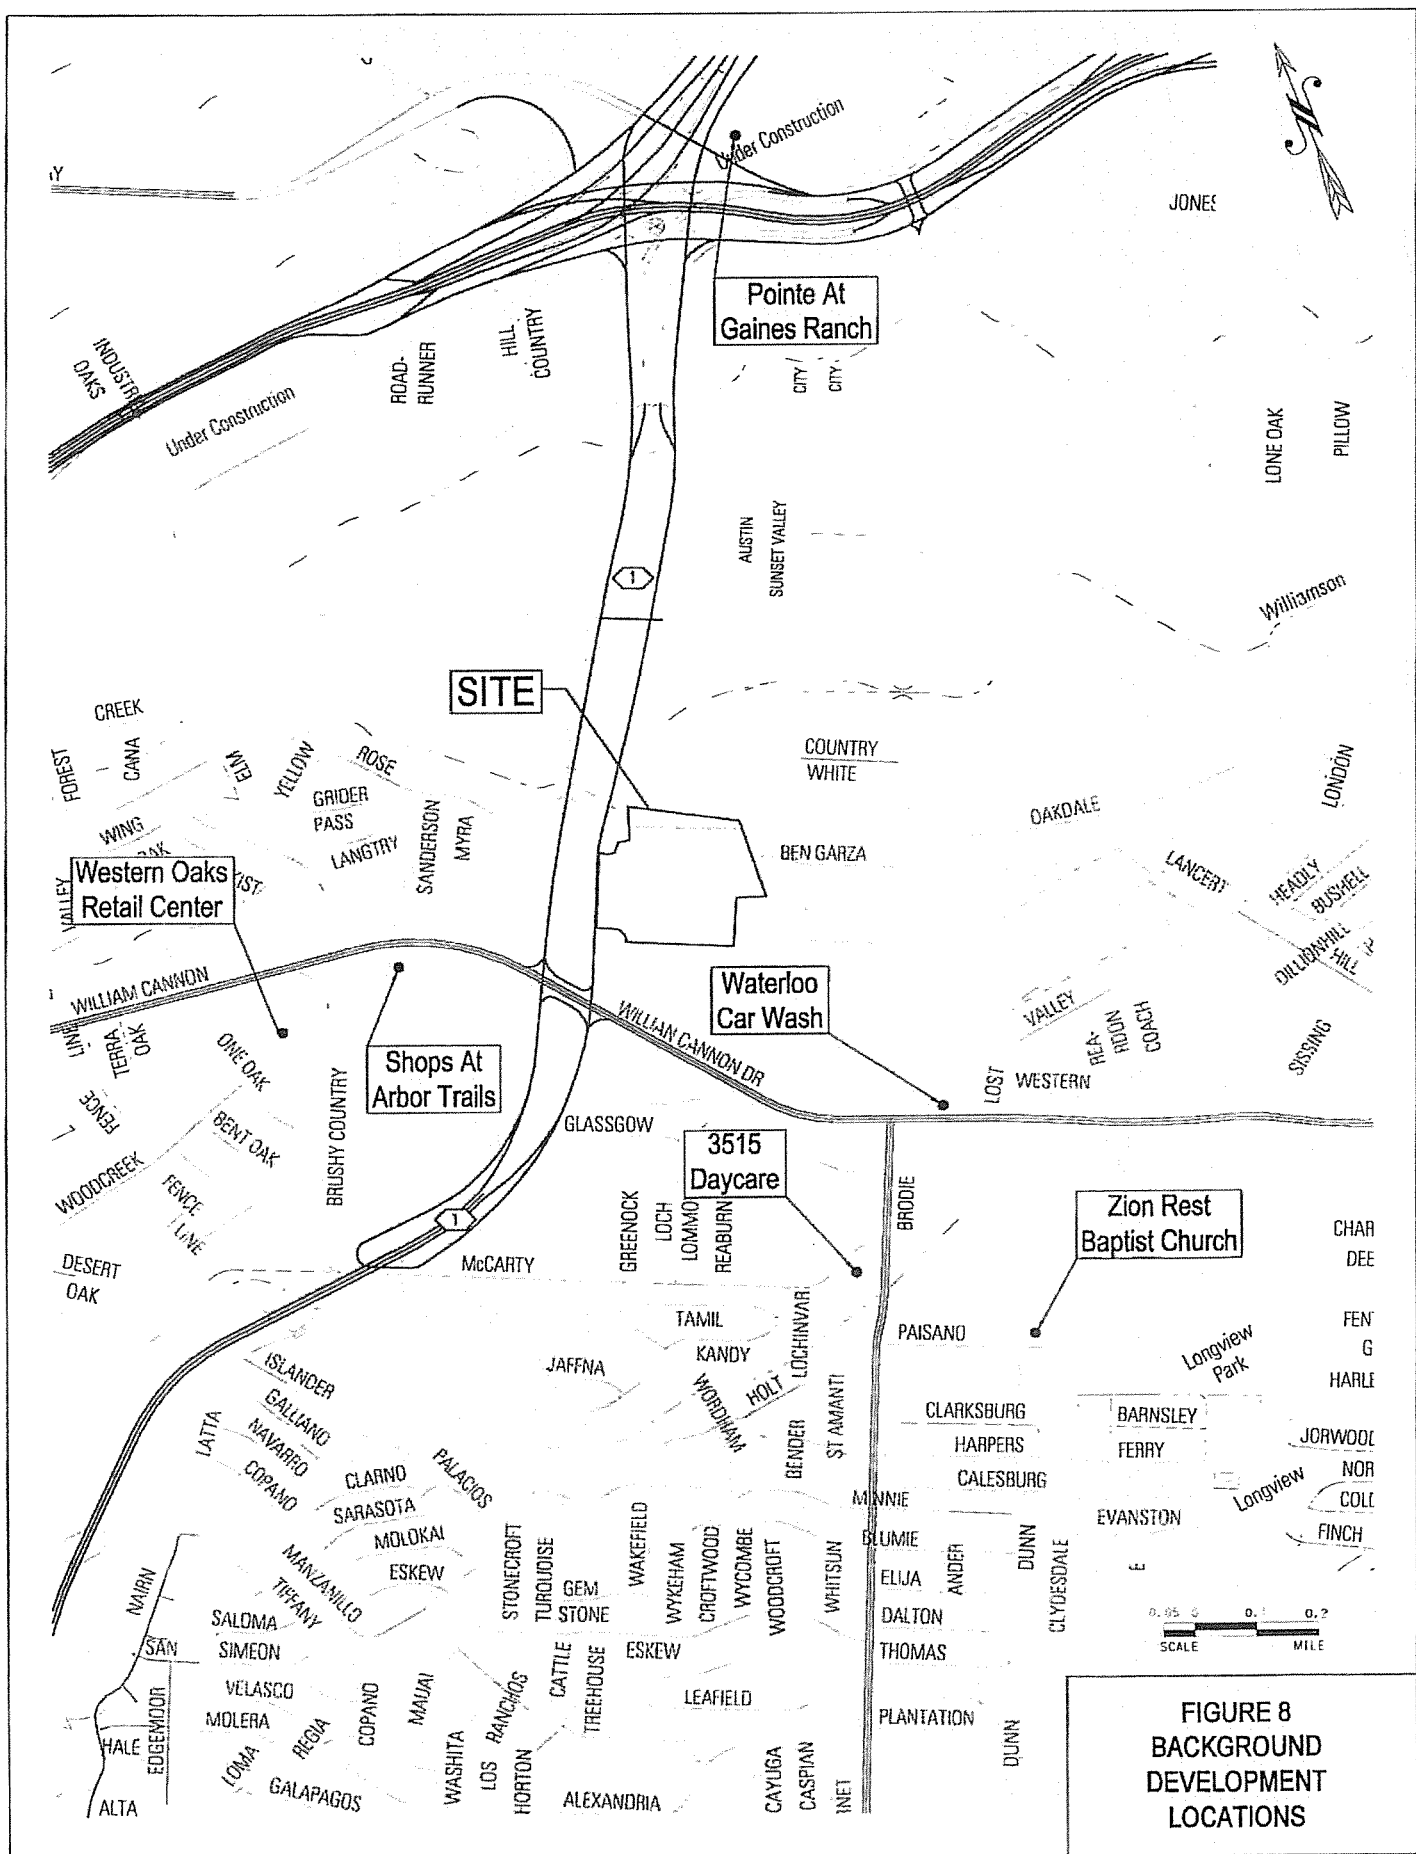 Under Construction
JONES
Pointe At
Gaines Ranch
INDUSTR
OAKS
ROAD-
RUNNER
HILL
COUNTRY
Under Construction
CITY
CITY
LONE OAK
PILLOW
AUSTIN
SUNSET VALLEY
1
Williamson
SITE
CREEK
FOREST
CANA
ELM
YELLOW
ROSE
GRIDER
PASS
WING
LANGTRY
SANDERSON
MYRA
COUNTRY
WHITE
LONDON
OAKDALE
BEN GARZA
LANCERT
HEADLY
BUSHELL
DILLIONHILL
HILL
Western Oaks
Retail Center
VALLEY
WILLIAM CANNON
Waterloo
Car Wash
WILLIAN CANNON DR
VALLEY
REA-
RDON
COACH
SISSING
TERRA
OAK
ONE OAK
Shops At
Arbor Trails
BRUSHY COUNTRY
LOST
WESTERN
FENCE
BENT OAK
GLASSGOW
3515
Daycare
WOODCREEK
FENCE
LINE
GREENOCK
LOCH
LOMMO
REABURN
BRODIE
Zion Rest
Baptist Church
CHAR
DEE
1
McCARTY
DESERT
OAK
TAMIL
KANDY
LOCHINVAR
PAISANO
Longview
Park
FEN
G
HARLE
ISLANDER
GALLIANO
NAVARRO
COPANO
LATTA
JAFFNA
WORDHAM
HOLT
BENDER
ST AMANT
CLARKSBURG
HARPERS
CALESBURG
BARNSLEY
FERRY
JORWOOD
NOR
COLL
FINCH
CLARNO
PALACIOS
SARASOTA
MOLOKAI
ESKEW
MINNIE
BLUMIE
ELIJA
ANDER
DUNN
CLYDESDALE
EVANSTON
Longview
E
NAIRN
MANZANILLO
TIFFANY
STONECROFT
TURQUOISE
GEM
STONE
WAKEFIELD
WYKEHAM
CROFTWOOD
WYCOMBE
WOODCROFT
WHITSUN
SALOMA
SAN
SIMEON
DALTON
THOMAS
0.2
SCALE
MILE
EDGEMOOR
VELASCO
MOLERA
HALE
LOMA
REGIA
COPANO
MAUAI
CATTLE
TREEHOUSE
ESKEW
LEAFIELD
PLANTATION
DUNN
ALTA
GALAPAGOS
WASHITA
LOS
RANCHOS
HORTON
ALEXANDRIA
CAYUGA
CASPIAN
FIGURE 8
BACKGROUND
DEVELOPMENT
LOCATIONS